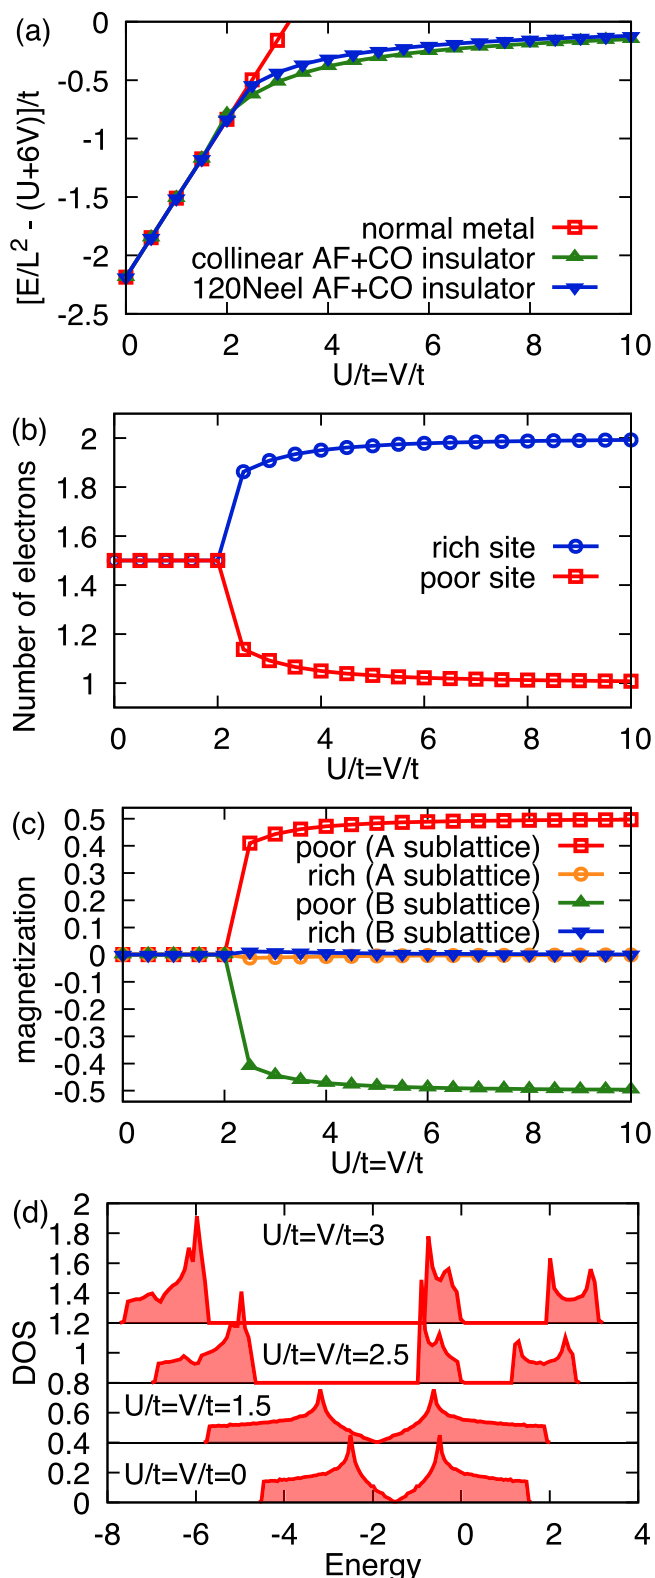 (a)
0
-0.5
-1
-1.5
-2
-2.5
[E/L² - (U+6V)]/t
normal metal
collinear AF+CO insulator
120Neel AF+CO insulator
0 2 4 6 8 10
U/t=V/t
(b)
2
1.8
1.6
1.4
1.2
1
Number of electrons
rich site
poor site
0 2 4 6 8 10
U/t=V/t
(c)
0.5
0.4
0.3
0.2
0.1
0
-0.1
-0.2
-0.3
-0.4
-0.5
magnetization
poor (A sublattice)
rich (A sublattice)
poor (B sublattice)
rich (B sublattice)
0 2 4 6 8 10
U/t=V/t
(d)
2
1.8
1.6
1.4
1.2
1
0.8
0.6
0.4
0.2
0
DOS
U/t=V/t=3
U/t=V/t=2.5
U/t=V/t=1.5
U/t=V/t=0
-8 -6 -4 -2 0 2 4
Energy